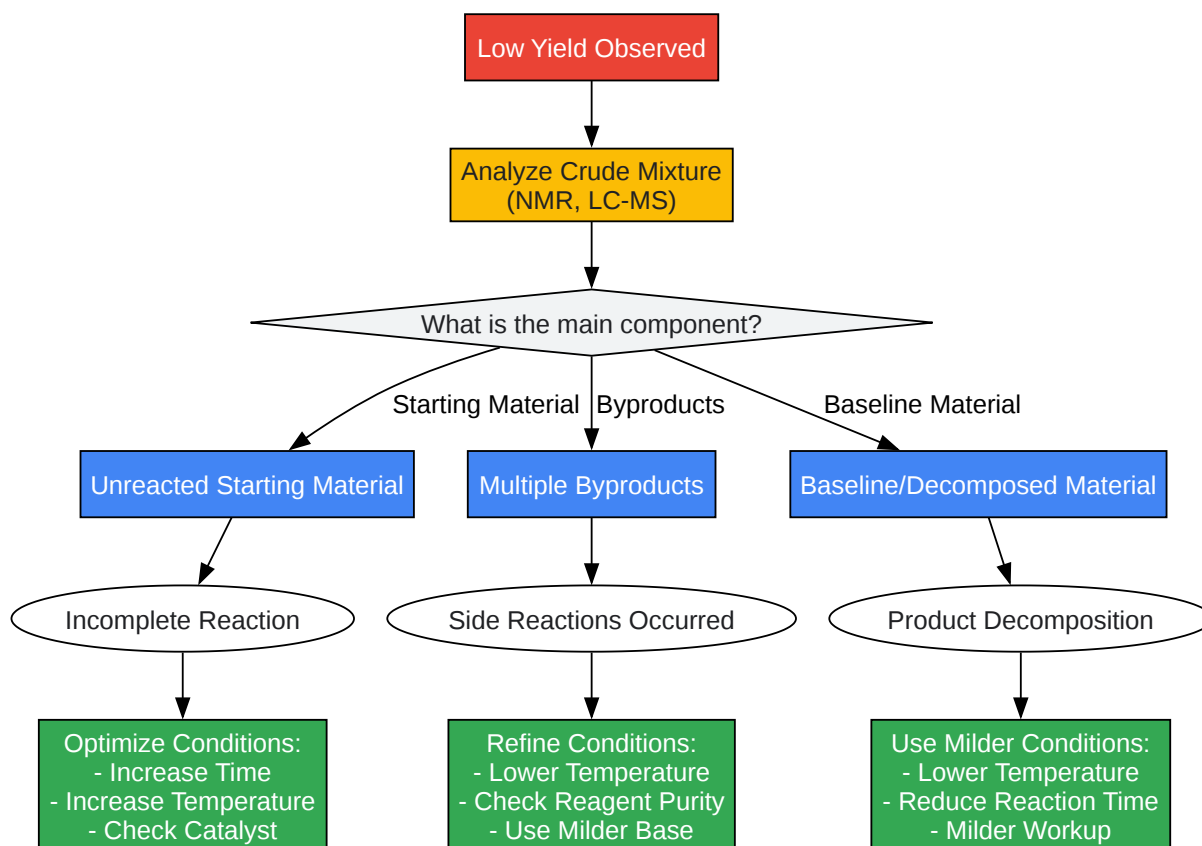 Low Yield Observed
Analyze Crude Mixture
(NMR, LC-MS)
What is the main component?
Starting Material
Byproducts
Baseline Material
Unreacted Starting Material
Multiple Byproducts
Baseline/Decomposed Material
Incomplete Reaction
Side Reactions Occurred
Product Decomposition
Optimize Conditions:
- Increase Time
- Increase Temperature
- Check Catalyst
Refine Conditions:
- Lower Temperature
- Check Reagent Purity
- Use Milder Base
Use Milder Conditions:
- Lower Temperature
- Reduce Reaction Time
- Milder Workup